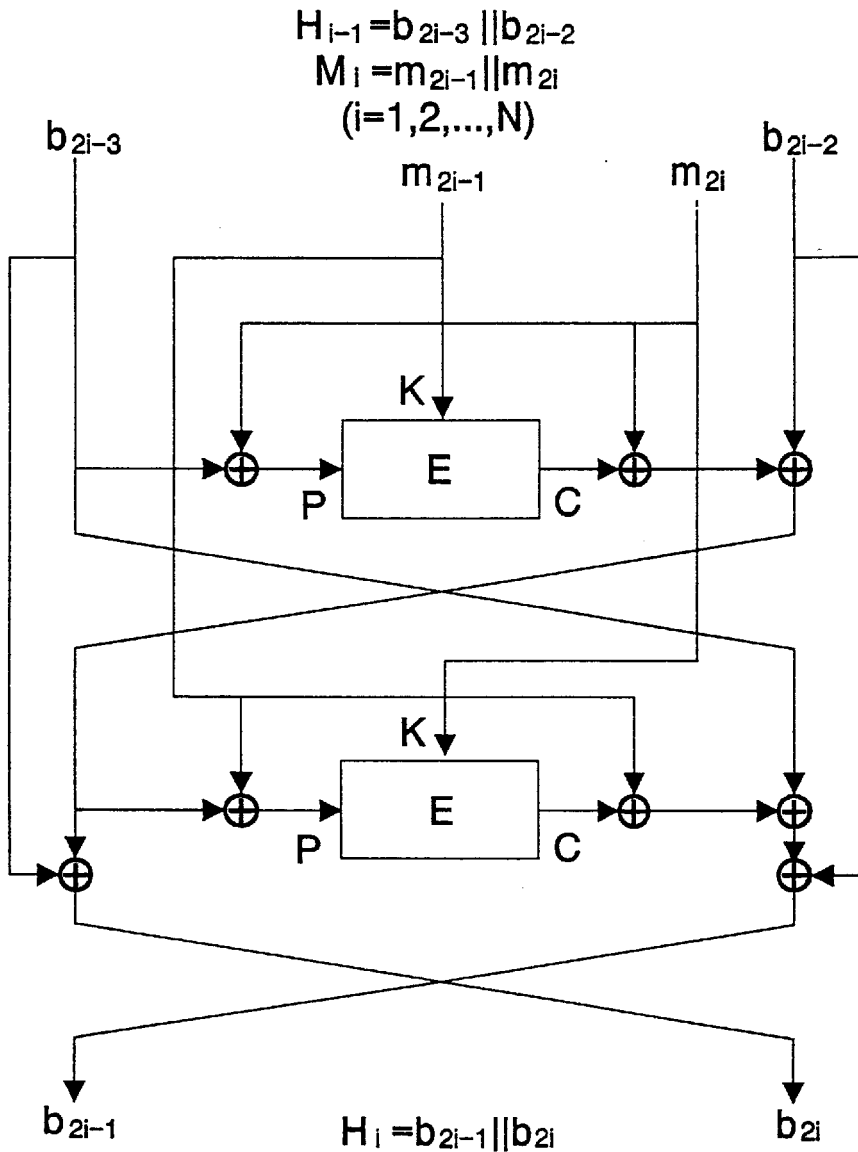 H i−1 =b 2i−3 ||b 2i−2
M i =m 2i−1 ||m 2i
(i=1,2,...,N)
b 2i−3
b 2i−2
m 2i−1
m 2i
K
E
P
C
K
E
P
C
b 2i−1
b 2i
H i =b 2i−1 ||b 2i